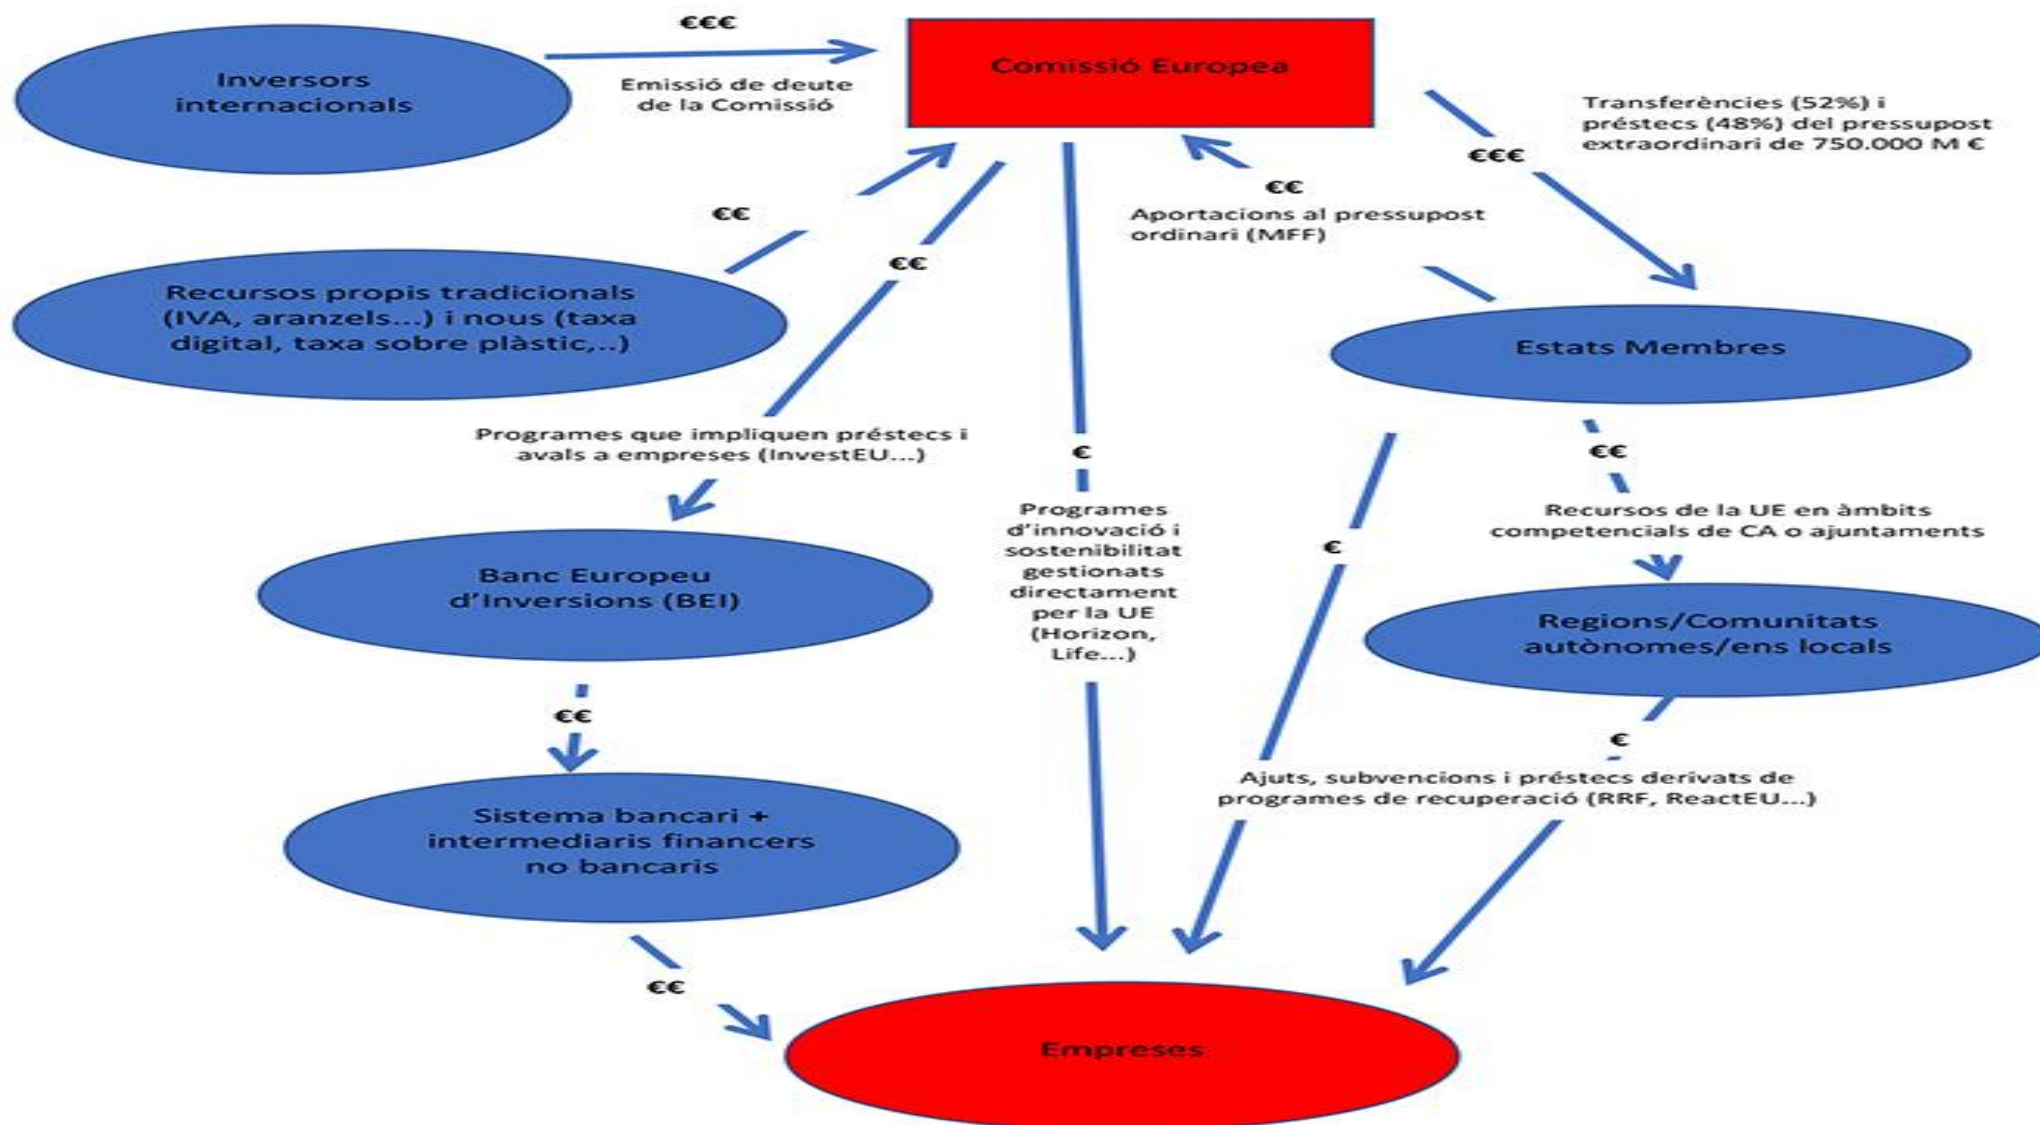 €€€
Inversors
internacionals
Emissió de deute
de la Comissió
Comissió Europea
Transferències (52%) i
préstecs (48%) del pressupost
extraordinari de 750.000 M €
€€€
€€
Aportacions al pressupost
ordinari (MFF)
€€
€€
Recursos propis tradicionals
(IVA, aranzels...) i nous (taxa
digital, taxa sobre plàstic,..)
Estats Membres
Programes que impliquen préstecs i
avals a empreses (InvestEU...)
€
€€
Programes
d’innovació i
sostenibilitat
gestionats
directament
per la UE
(Horizon,
Life...)
Recursos de la UE en àmbits
competencials de CA o ajuntaments
€
Banc Europeu
d’Inversions (BEI)
Regions/Comunitats
autònomes/ens locals
€€
€
Ajuts, subvencions i préstecs derivats de
programes de recuperació (RRF, ReactEU...)
Sistema bancari +
intermediaris financers
no bancaris
€€
Empreses